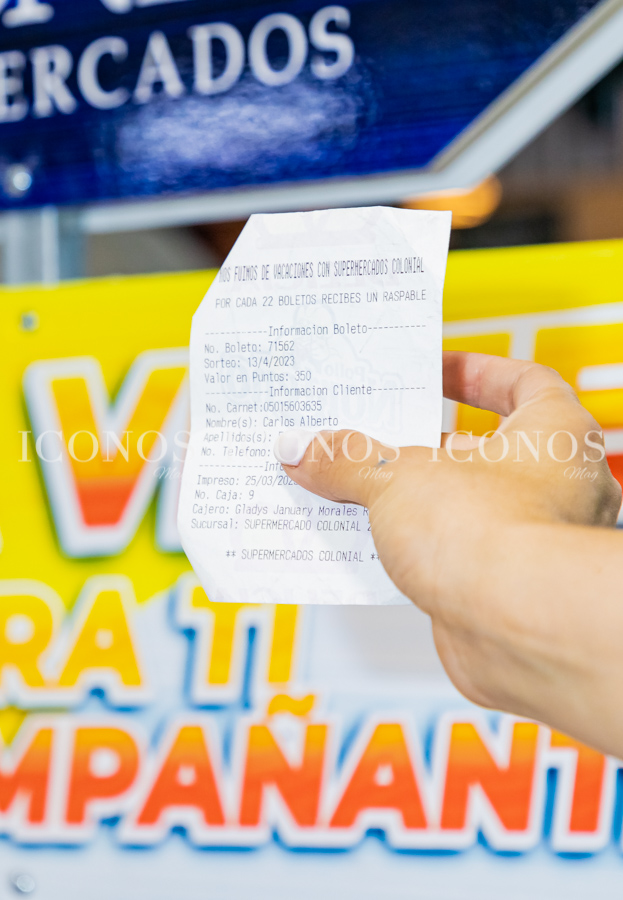 ERCADOS
NOS FUIMOS DE VACACIONES CON SUPERMERCADOS COLONIAL
POR CADA 22 BOLETOS RECIBES UN RASPABLE
------------Informacion Boleto-----------
No. Boleto: 71562
Sorteo: 13/4/2023
Valor en Puntos: 350
------------Informacion Cliente----------
No. Carnet:05015603635
Nombre(s): Carlos Alberto
Apellidos(s):
No. Telefono:
Impreso: 25/03/202
No. Caja: 9
Cajero: Gladys January Morales R
Sucursal: SUPERMERCADO COLONIAL 2
** SUPERMERCADOS COLONIAL **
ICONOS Mag ICONOS Mag ICONOS Mag
RA TI
MPAÑANT